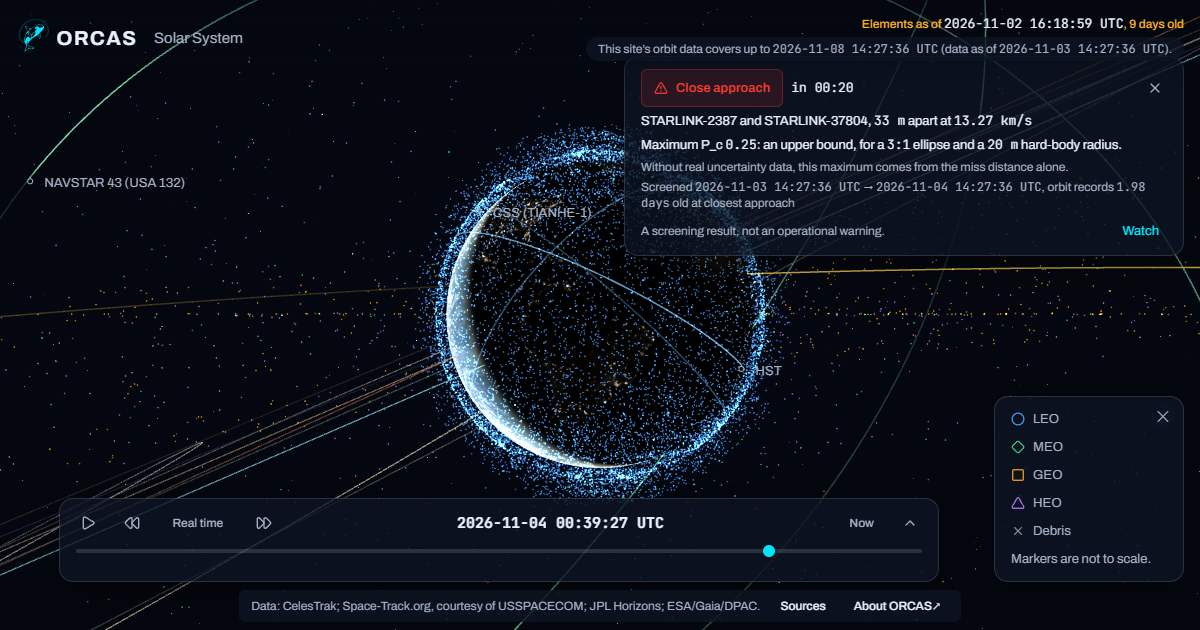 ORCAS Solar System
Elements as of 2026-11-02 16:18:59 UTC, 9 days old
This site's orbit data covers up to 2026-11-08 14:27:36 UTC (data as of 2026-11-03 14:27:36 UTC).
Close approach in 00:20
STARLINK-2387 and STARLINK-37804, 33 m apart at 13.27 km/s
Maximum P_c 0.25: an upper bound, for a 3:1 ellipse and a 20 m hard-body radius.
Without real uncertainty data, this maximum comes from the miss distance alone.
Screened 2026-11-03 14:27:36 UTC → 2026-11-04 14:27:36 UTC, orbit records 1.98
days old at closest approach
A screening result, not an operational warning. Watch
NAVSTAR 43 (USA 132)
CSS (TIANHE-1)
HST
LEO
MEO
GEO
HEO
Debris
Markers are not to scale.
Real time 2026-11-04 00:39:27 UTC Now
Data: CelesTrak; Space-Track.org, courtesy of USSPACECOM; JPL Horizons; ESA/Gaia/DPAC. Sources About ORCAS↗